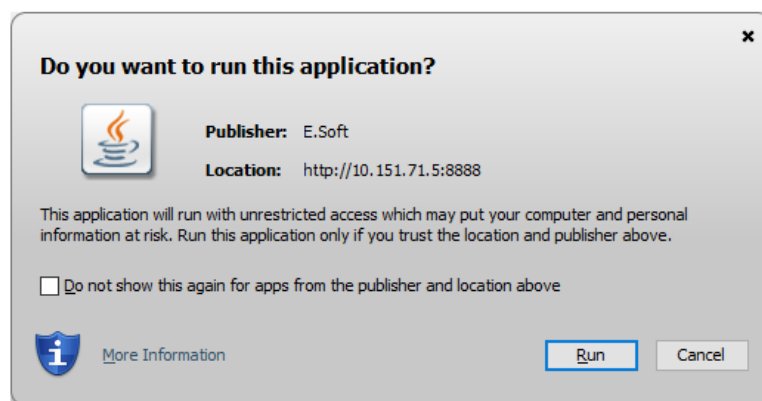 Do you want to run this application?
Publisher: E.Soft
Location: http://10.151.71.5:8888
This application will run with unrestricted access which may put your computer and personal
information at risk. Run this application only if you trust the location and publisher above.
Do not show this again for apps from the publisher and location above
More Information
Run Cancel